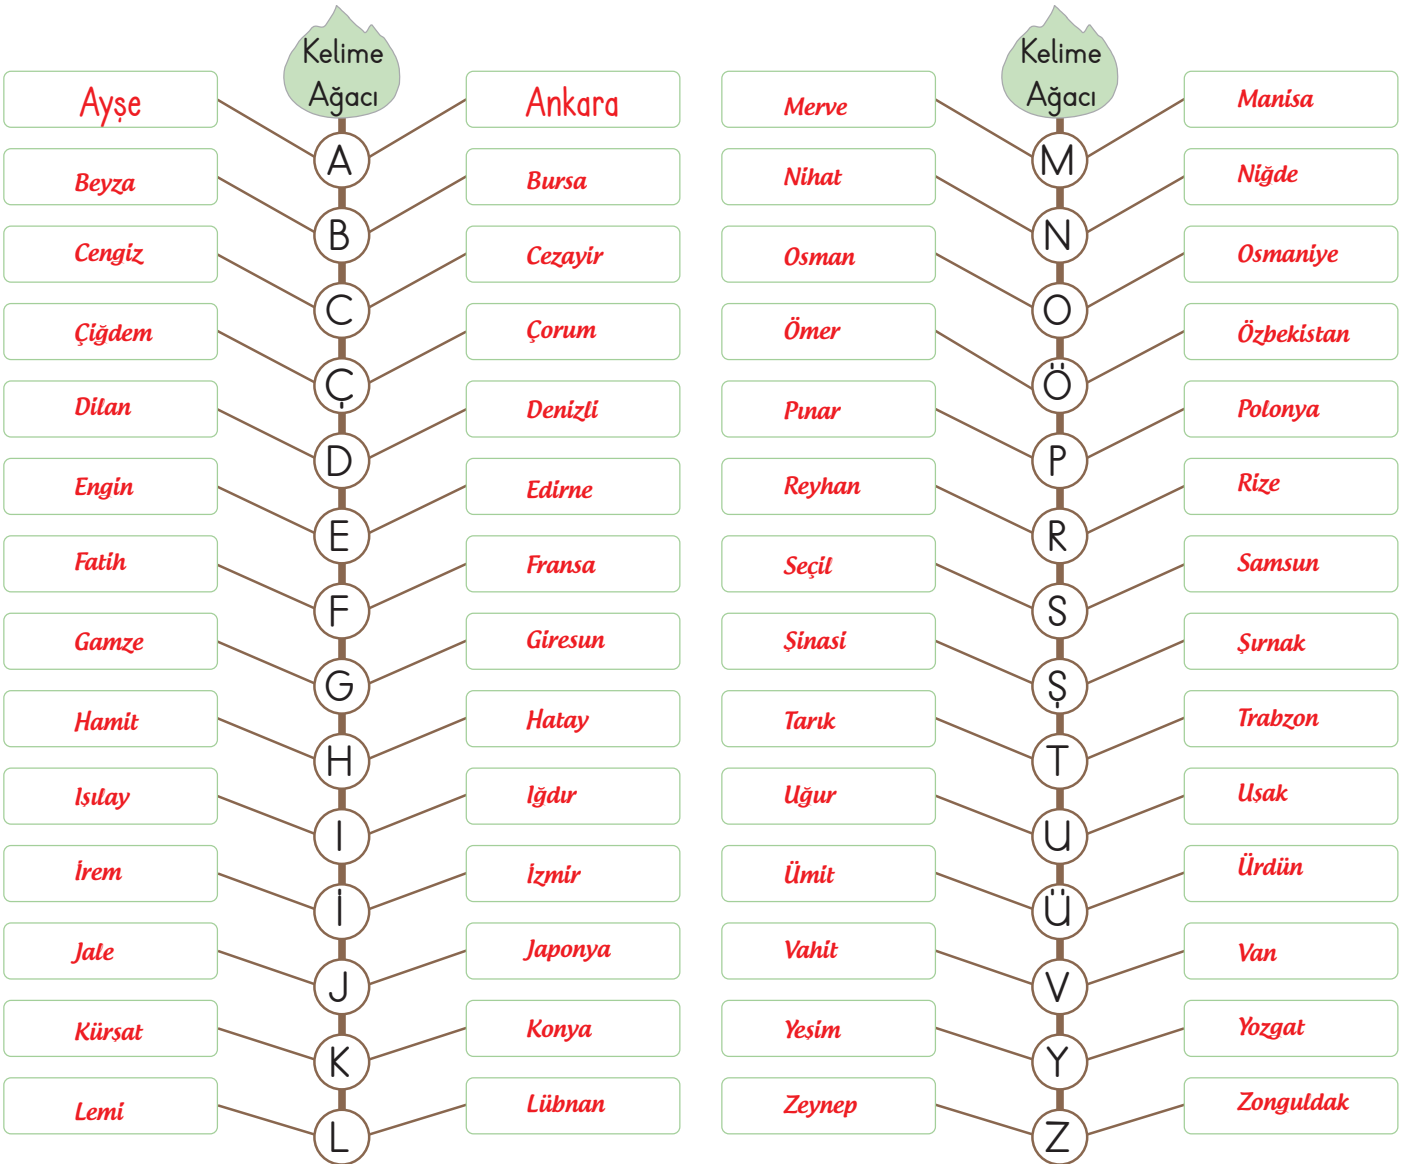 Kelime
Ağacı
Ayşe A Ankara
Beyza B Bursa
Cengiz C Cezayir
Çiğdem Ç Çorum
Dilan D Denizli
Engin E Edirne
Fatih F Fransa
Gamze G Giresun
Hamit H Hatay
Işılay I Iğdır
İrem İ İzmir
Jale J Japonya
Kürşat K Konya
Lemi L Lübnan
Kelime
Ağacı
Merve M Manisa
Nihat N Niğde
Osman O Osmaniye
Ömer Ö Özbekistan
Pınar P Polonya
Reyhan R Rize
Seçil S Samsun
Şinasi Ş Şırnak
Tarık T Trabzon
Uğur U Uşak
Ümit Ü Ürdün
Vahit V Van
Yeşim Y Yozgat
Zeynep Z Zonguldak